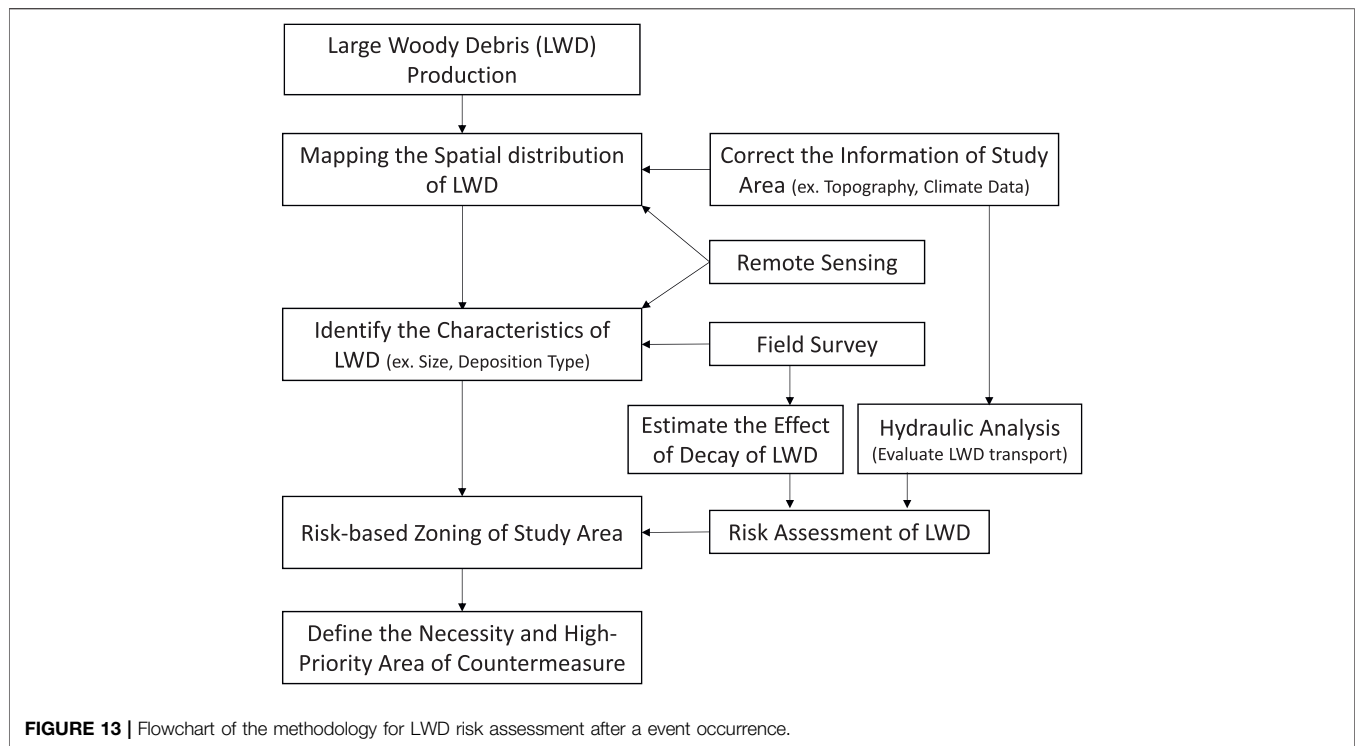 Large Woody Debris (LWD)
Production
Mapping the Spatial distribution
of LWD
Correct the Information of Study
Area (ex. Topography, Climate Data)
Remote Sensing
Identify the Characteristics of
LWD (ex. Size, Deposition Type)
Field Survey
Estimate the Effect
of Decay of LWD
Hydraulic Analysis
(Evaluate LWD transport)
Risk-based Zoning of Study Area
Risk Assessment of LWD
Define the Necessity and High-
Priority Area of Countermeasure
FIGURE 13 | Flowchart of the methodology for LWD risk assessment after a event occurrence.